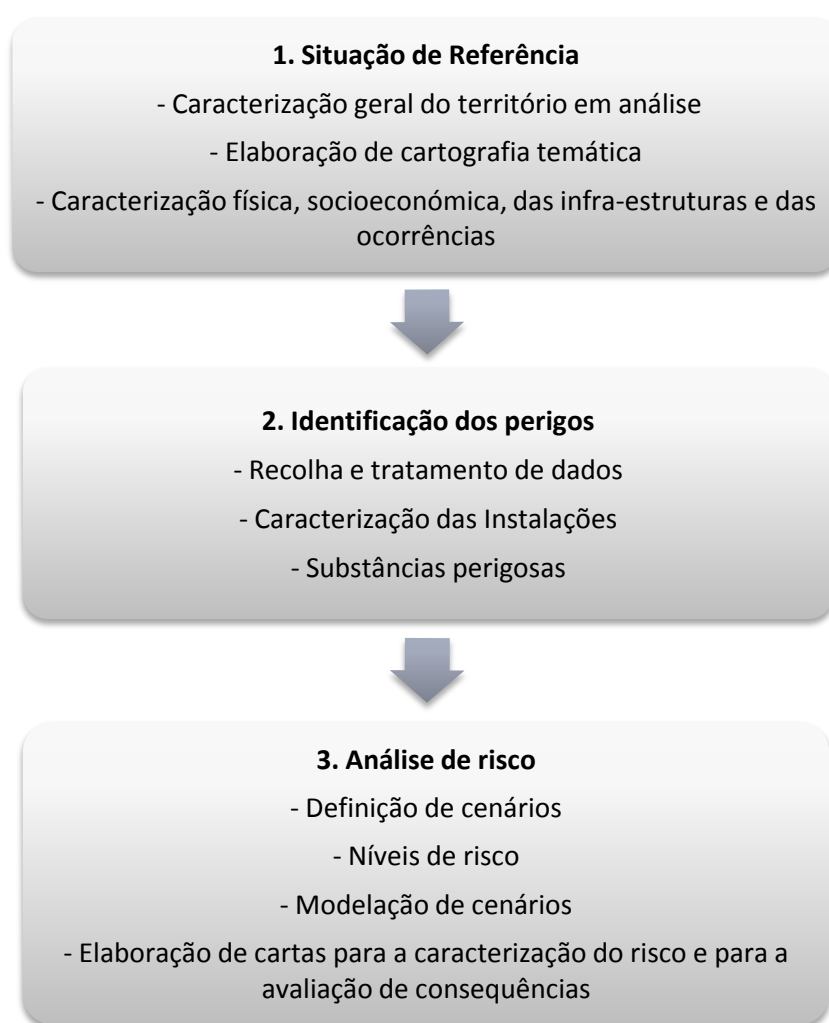 1. Situação de Referência
- Caracterização geral do território em análise
- Elaboração de cartografia temática
- Caracterização física, socioeconómica, das infra-estruturas e das
ocorrências
2. Identificação dos perigos
- Recolha e tratamento de dados
- Caracterização das Instalações
- Substâncias perigosas
3. Análise de risco
- Definição de cenários
- Níveis de risco
- Modelação de cenários
- Elaboração de cartas para a caracterização do risco e para a
avaliação de consequências